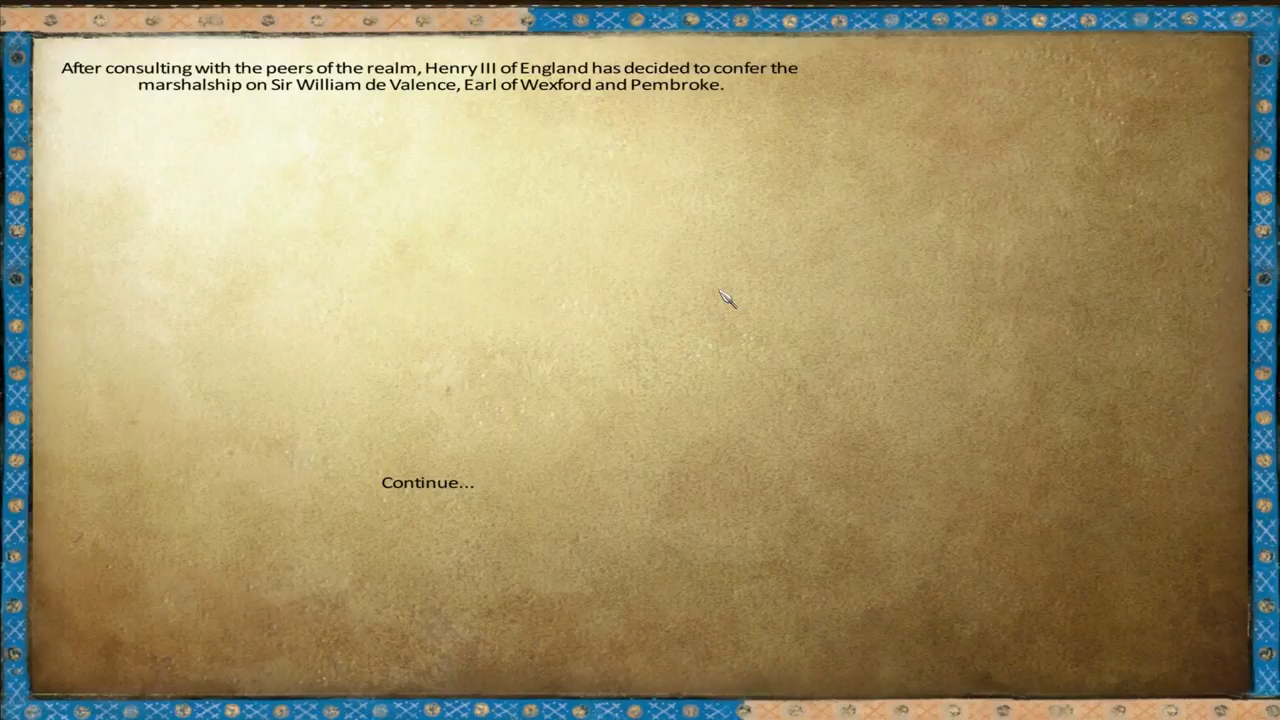 After consulting with the peers of the realm, Henry III of England has decided to confer the
marshalship on Sir William de Valence, Earl of Wexford and Pembroke.
Continue...